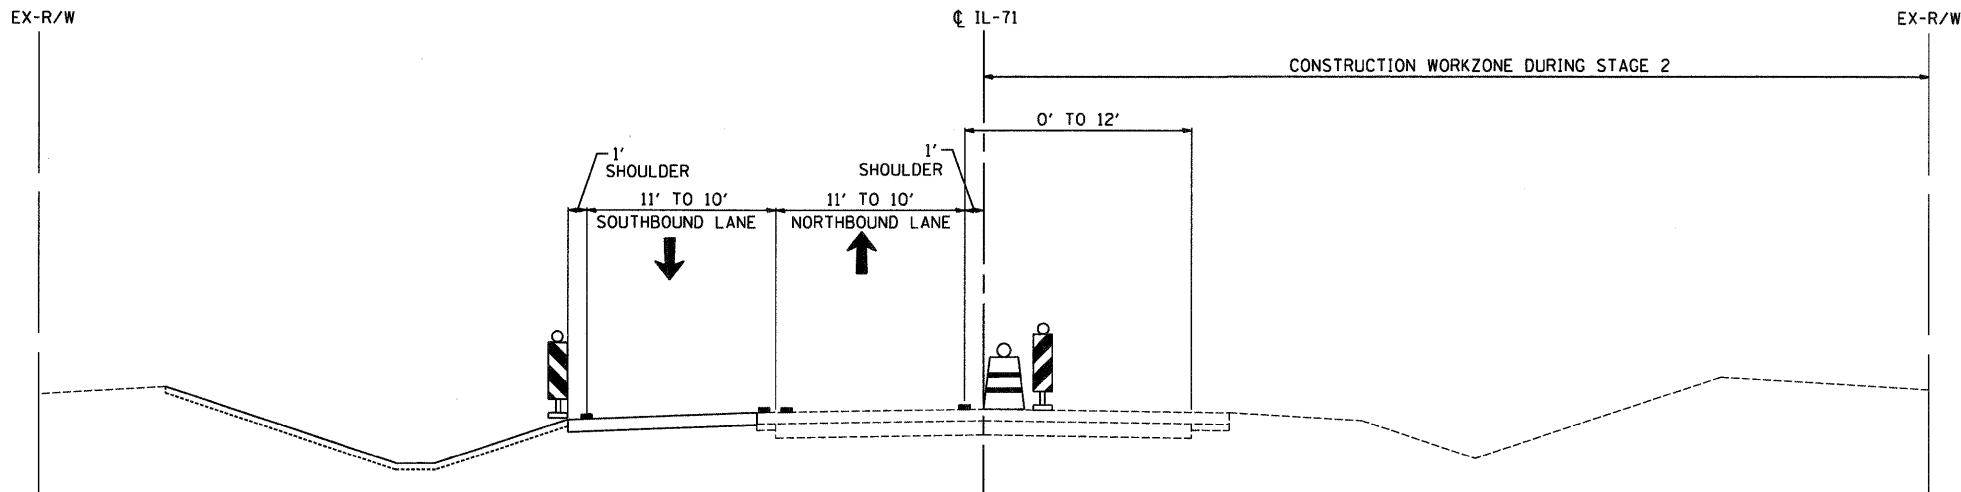 EX-R/W
℄ IL-71
EX-R/W
CONSTRUCTION WORKZONE DURING STAGE 2
0' TO 12'
1'
SHOULDER
1'
SHOULDER
11' TO 10'
SOUTHBOUND LANE
11' TO 10'
NORTHBOUND LANE